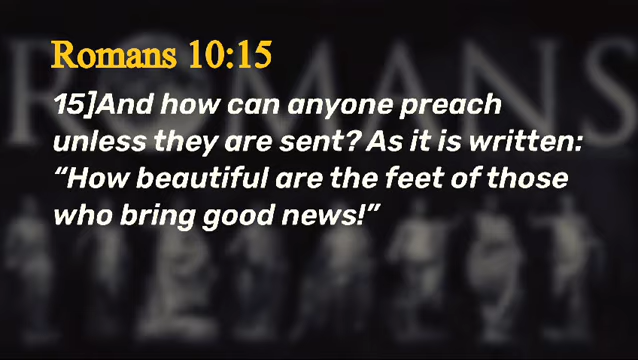 ROMANS
Romans 10:15
15]And how can anyone preach
unless they are sent? As it is written:
“How beautiful are the feet of those
who bring good news!”